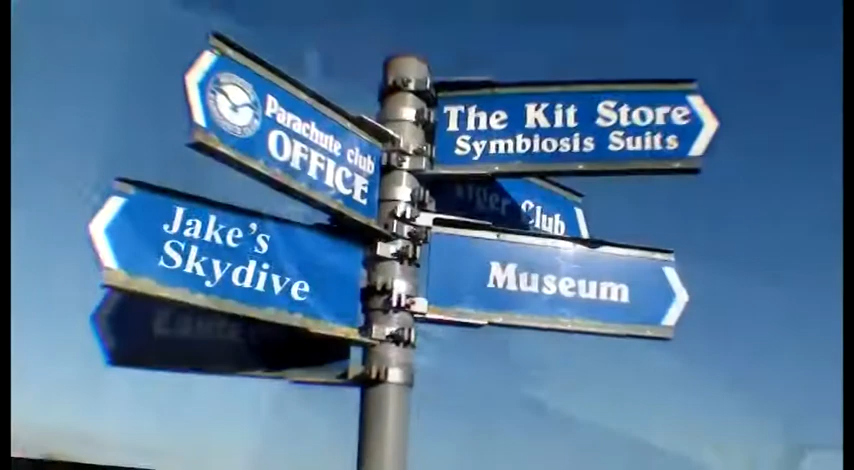 Parachute club
OFFICE
The Kit Store
Symbiosis Suits
Club
Jake's
Skydive
Museum